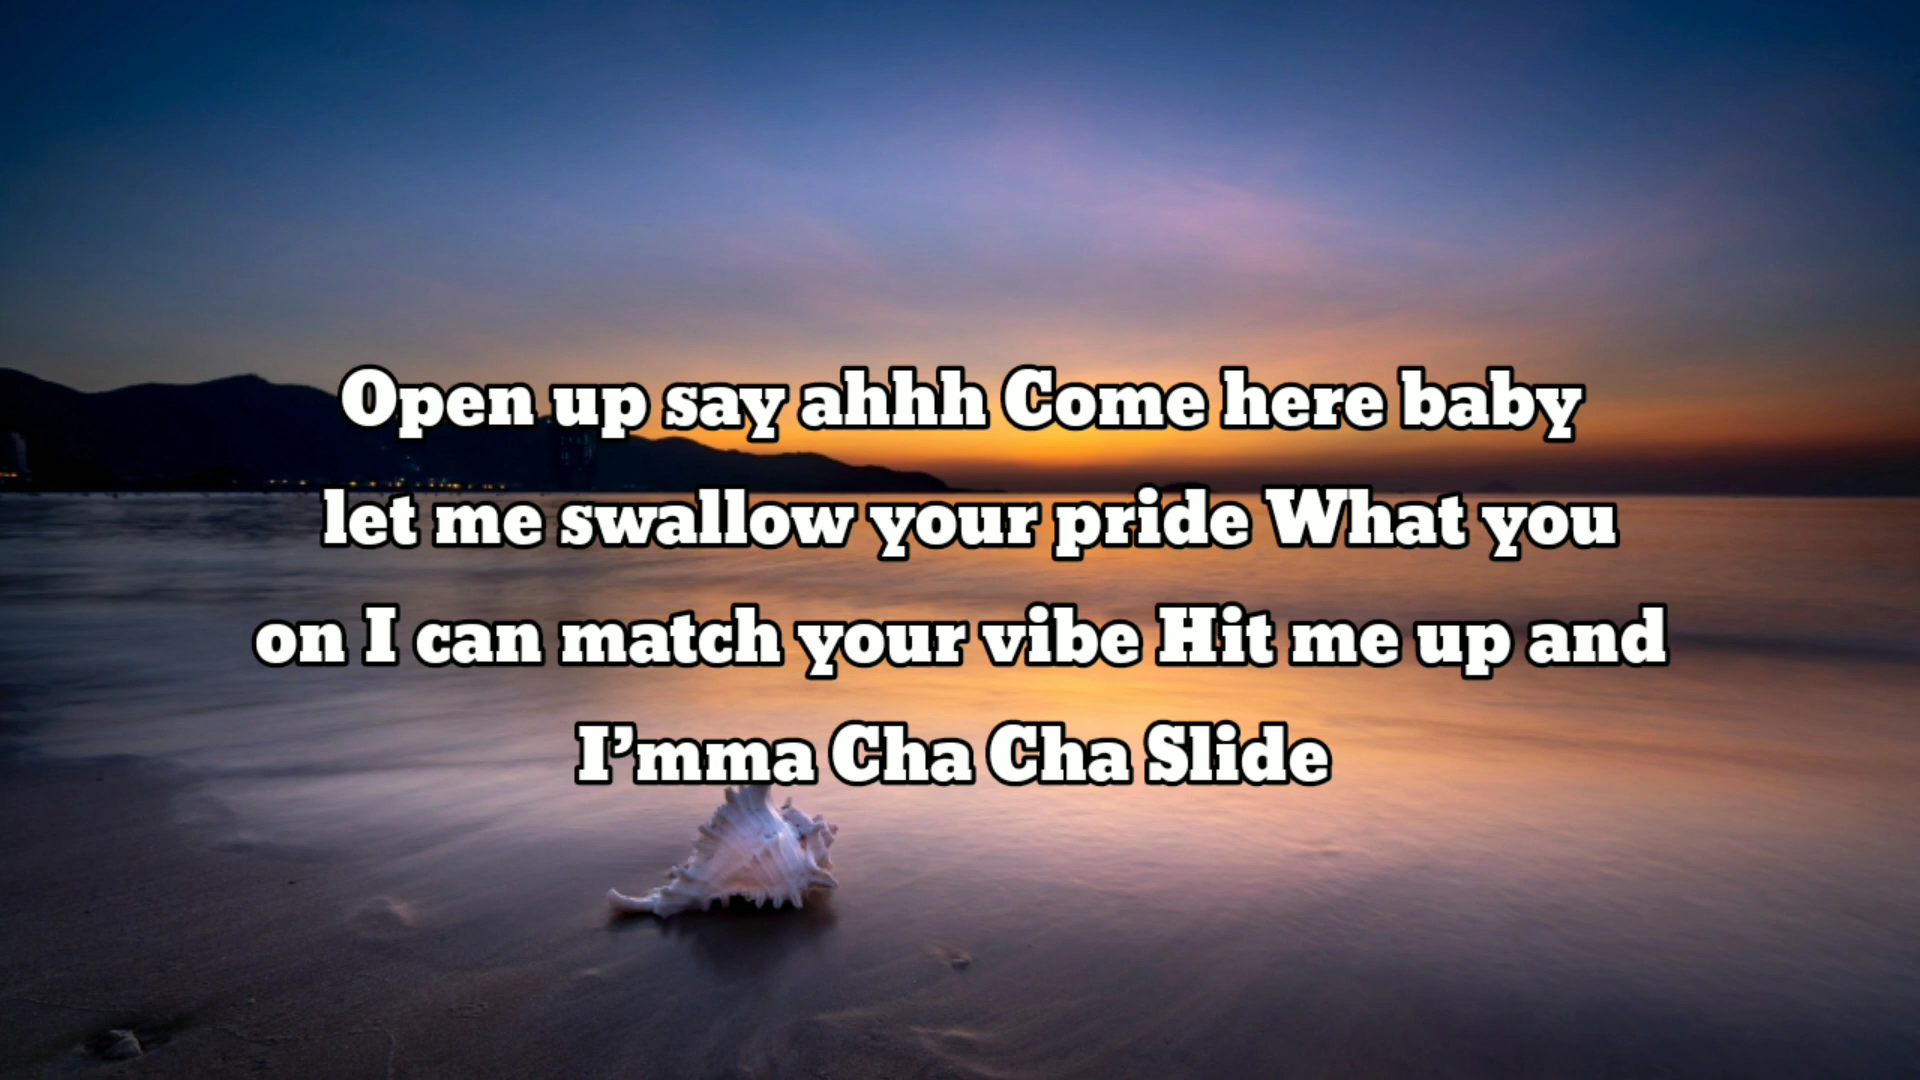 Open up say ahhh Come here baby
let me swallow your pride What you
on I can match your vibe Hit me up and
I’mma Cha Cha Slide